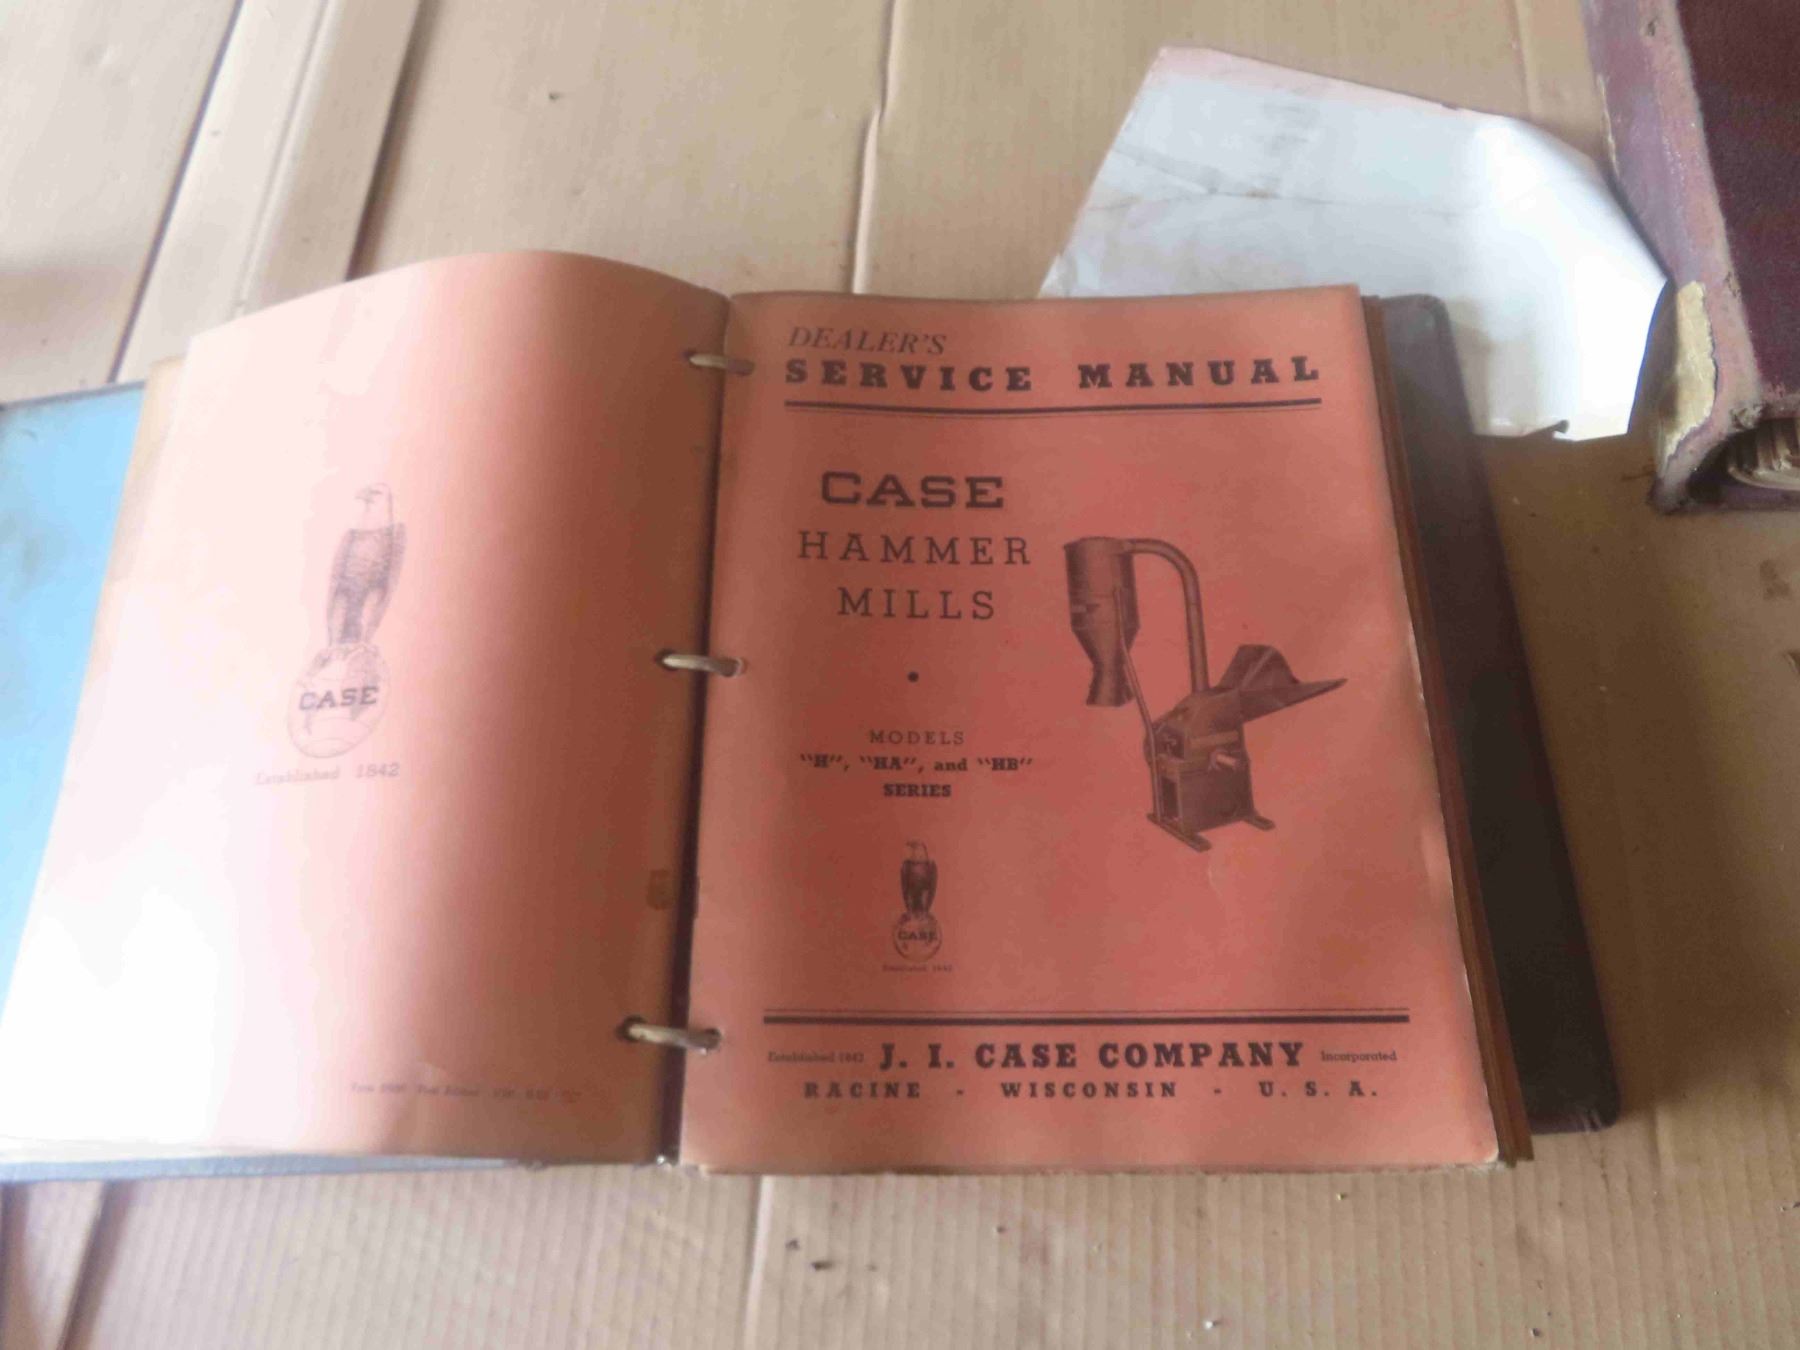 CASE
Established 1842
DEALER'S
SERVICE MANUAL
CASE
HAMMER
MILLS
MODELS
"H", "HA", and "HB"
SERIES
CASE
Established 1842
Established 1842 J. I. CASE COMPANY Incorporated
RACINE - WISCONSIN - U. S. A.